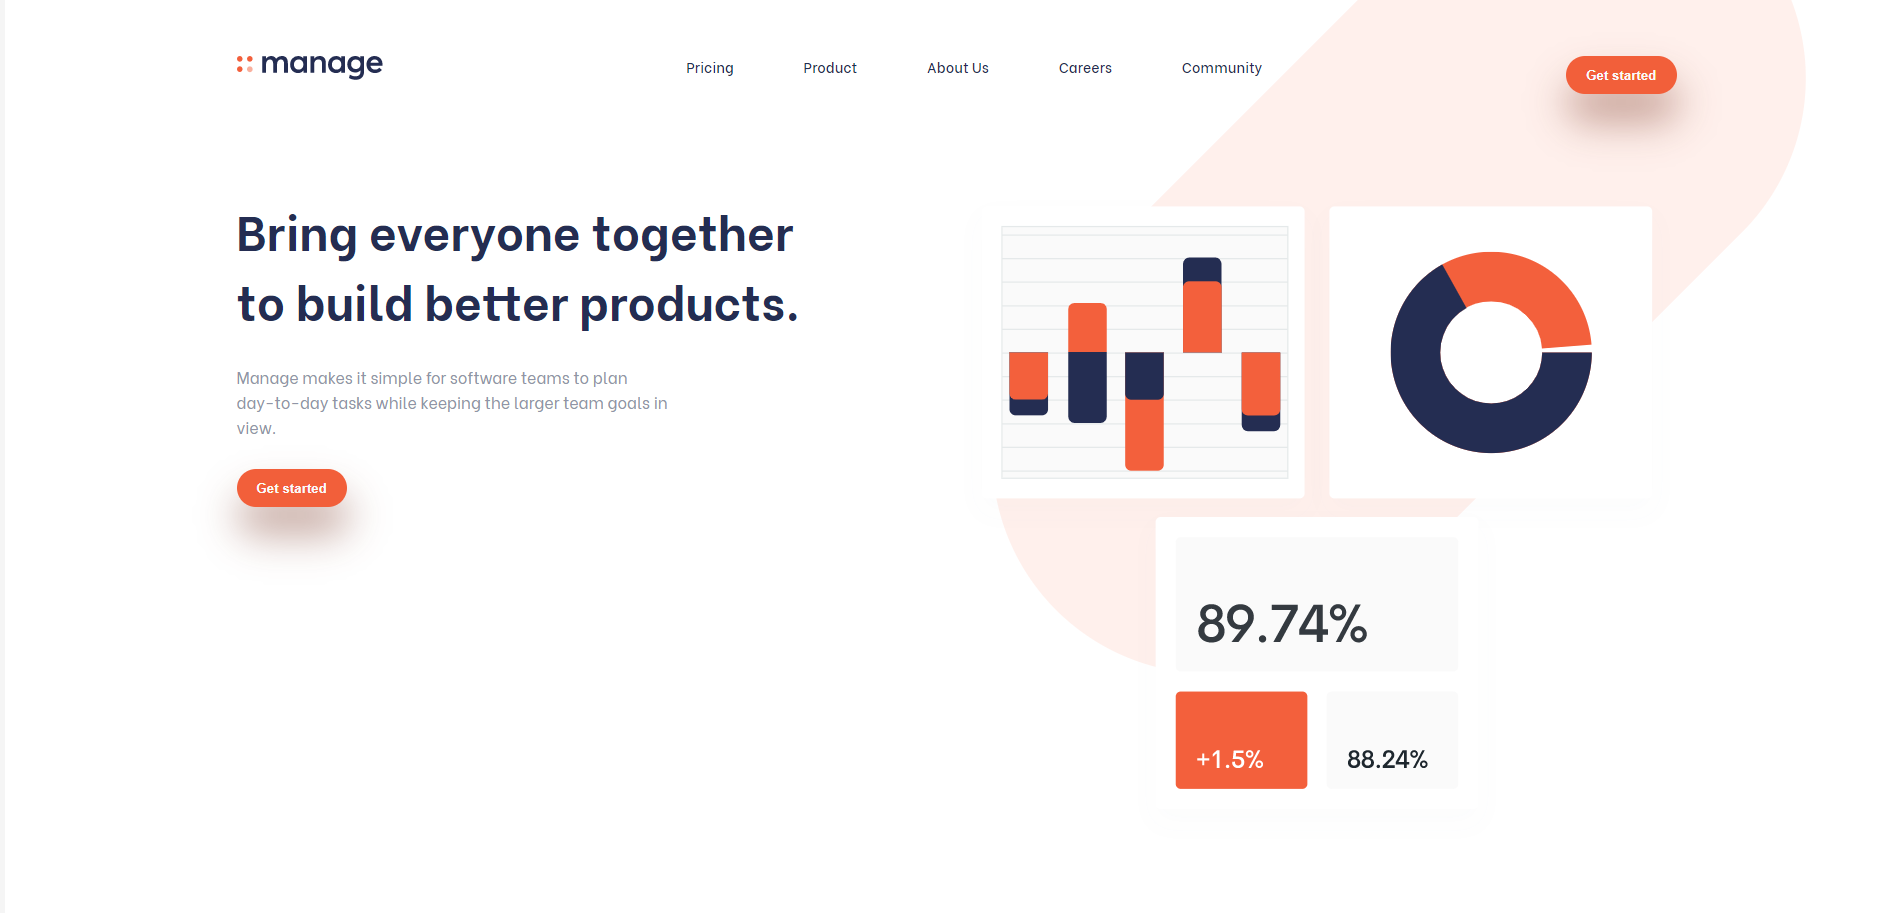 manage
Pricing
Product
About Us
Careers
Community
Get started
Bring everyone together
to build better products.
Manage makes it simple for software teams to plan
day-to-day tasks while keeping the larger team goals in
view.
Get started
89.74%
+1.5%
88.24%